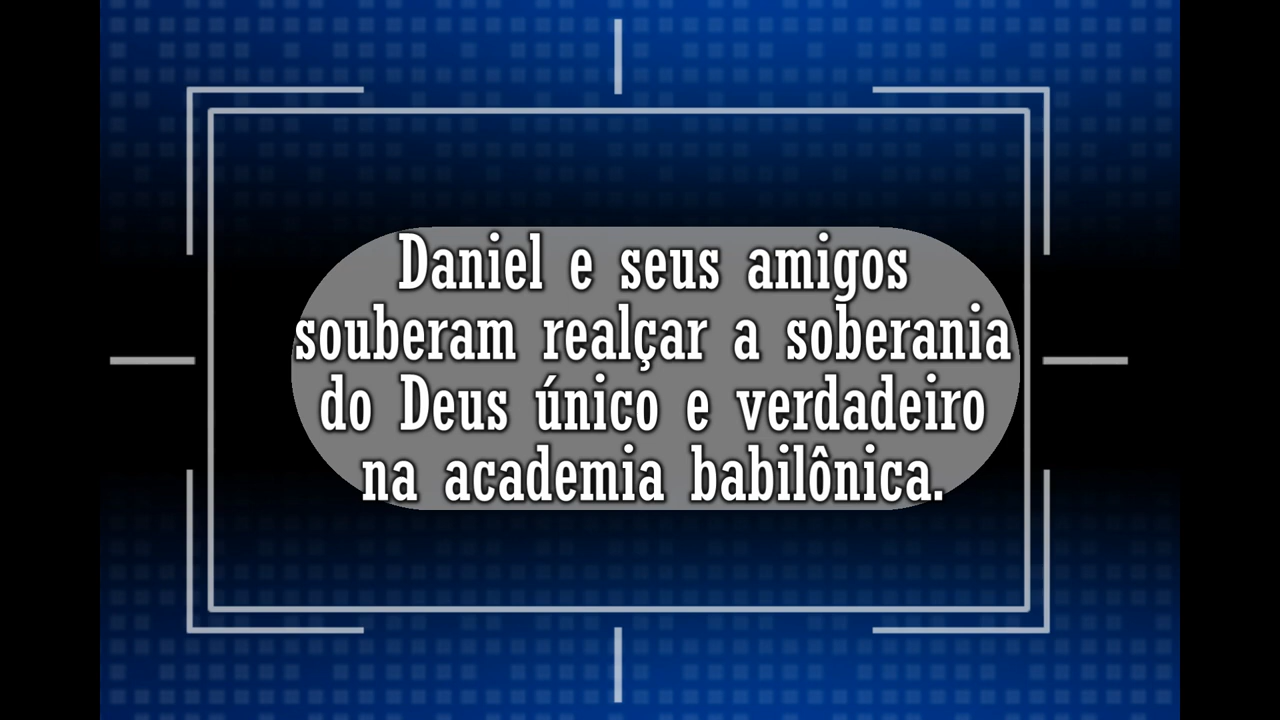 Daniel e seus amigos
souberam realçar a soberania
do Deus único e verdadeiro
na academia babilônica.